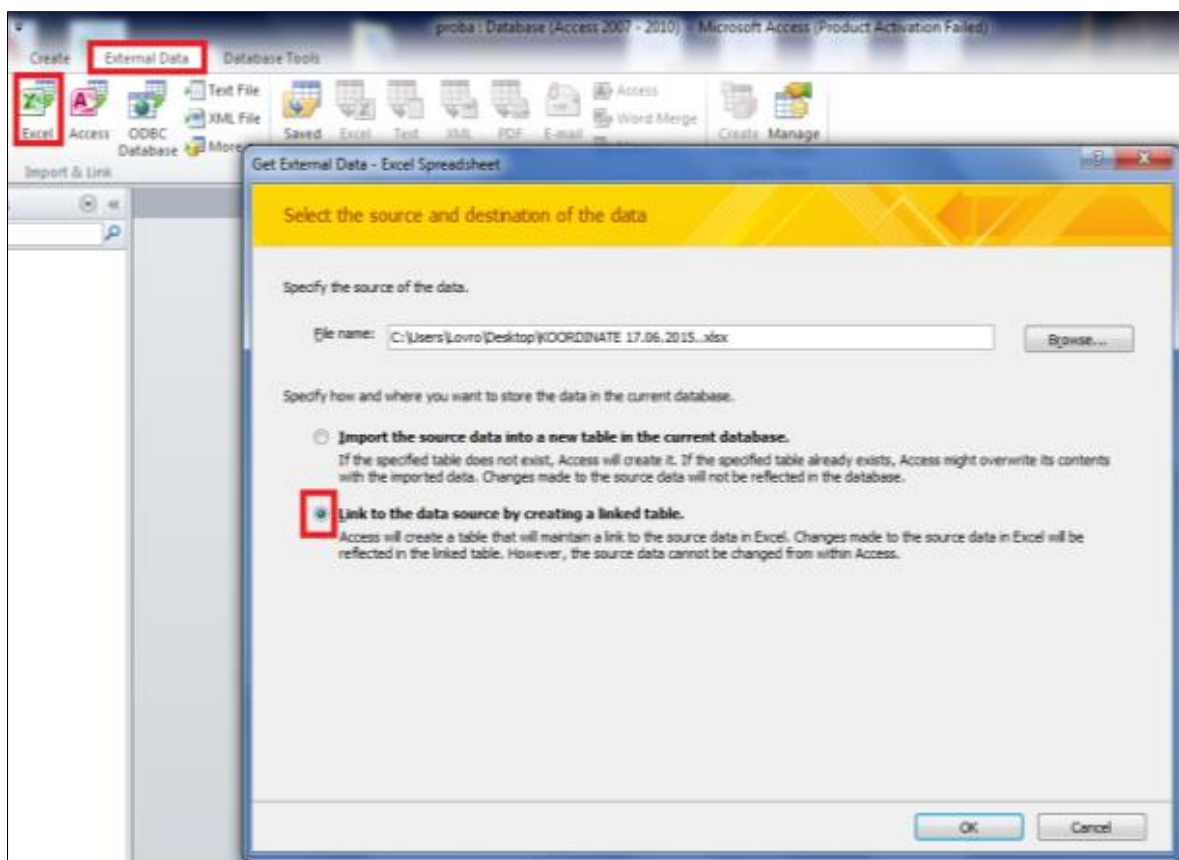 proba : Database (Access 2007 - 2010) - Microsoft Access (Product Activation Failed)
Create External Data Database Tools
Excel Access ODBC Database Text File XML File More Saved Excel Text XML PDF E-mail Access Word Merge Create Manage
Import & Link
Get External Data - Excel Spreadsheet
Select the source and destination of the data
Specify the source of the data.
File name: C:\Users\Lovro\Desktop\KOORDINATE 17.06.2015..xlsx Browse...
Specify how and where you want to store the data in the current database.
Import the source data into a new table in the current database.
If the specified table does not exist, Access will create it. If the specified table already exists, Access might overwrite its contents
with the imported data. Changes made to the source data will not be reflected in the database.
Link to the data source by creating a linked table.
Access will create a table that will maintain a link to the source data in Excel. Changes made to the source data in Excel will be
reflected in the linked table. However, the source data cannot be changed from within Access.
OK Cancel